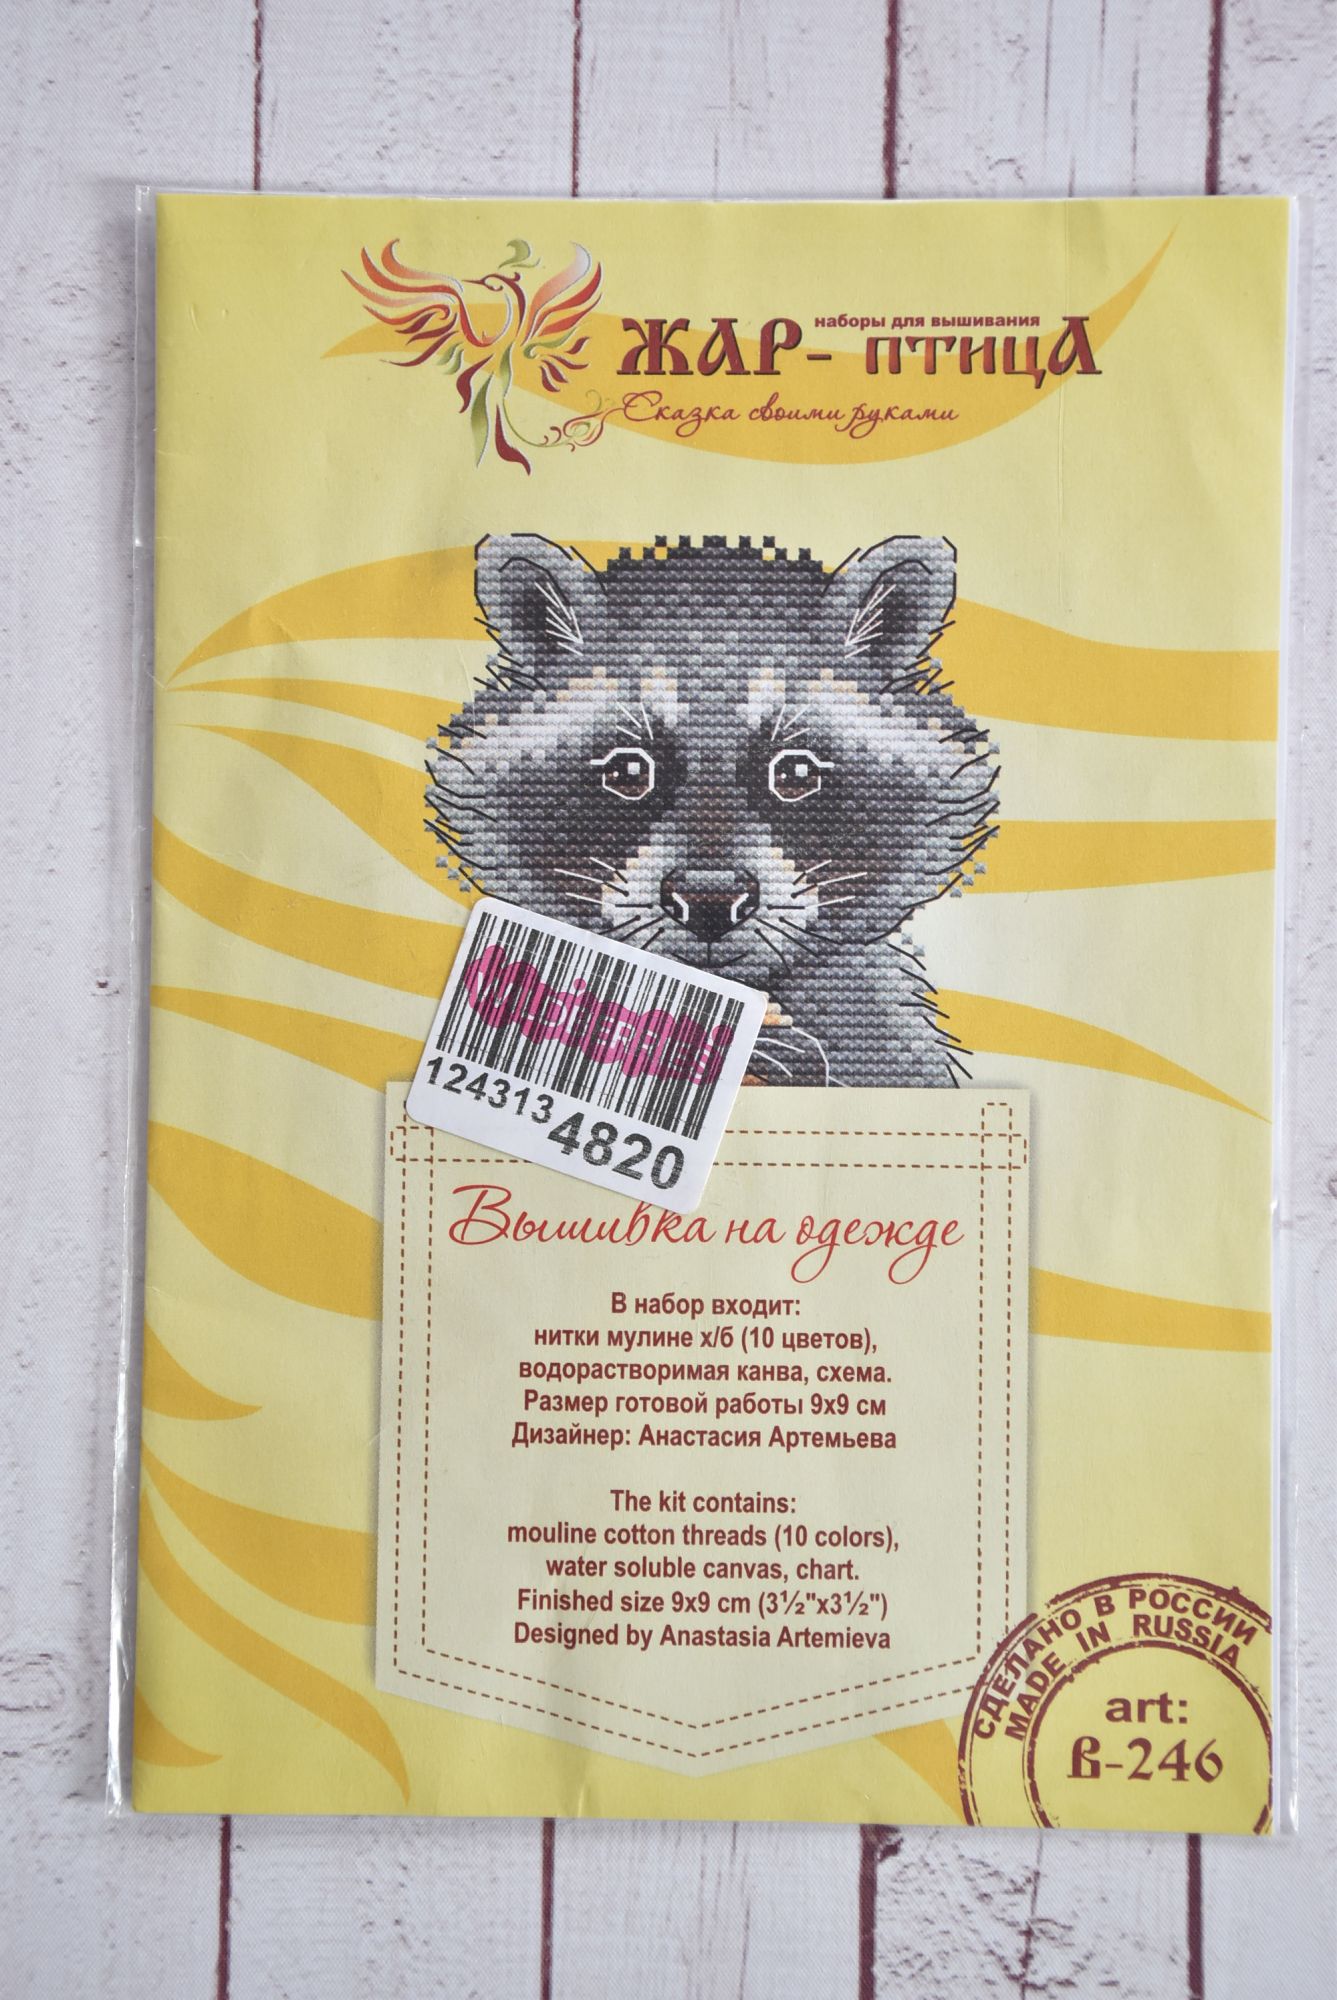 наборы для вышивания
ЖАР-ПТИЦА
Сказка своими руками
wildberries
124313 4820
Вышивка на одежде
В набор входит:
нитки мулине х/б (10 цветов),
водорастворимая канва, схема.
Размер готовой работы 9х9 см
Дизайнер: Анастасия Артемьева
The kit contains:
mouline cotton threads (10 colors),
water soluble canvas, chart.
Finished size 9x9 cm (3½"x3½")
Designed by Anastasia Artemieva
СДЕЛАНО В РОССИИ
MADE IN RUSSIA
art:
В-246